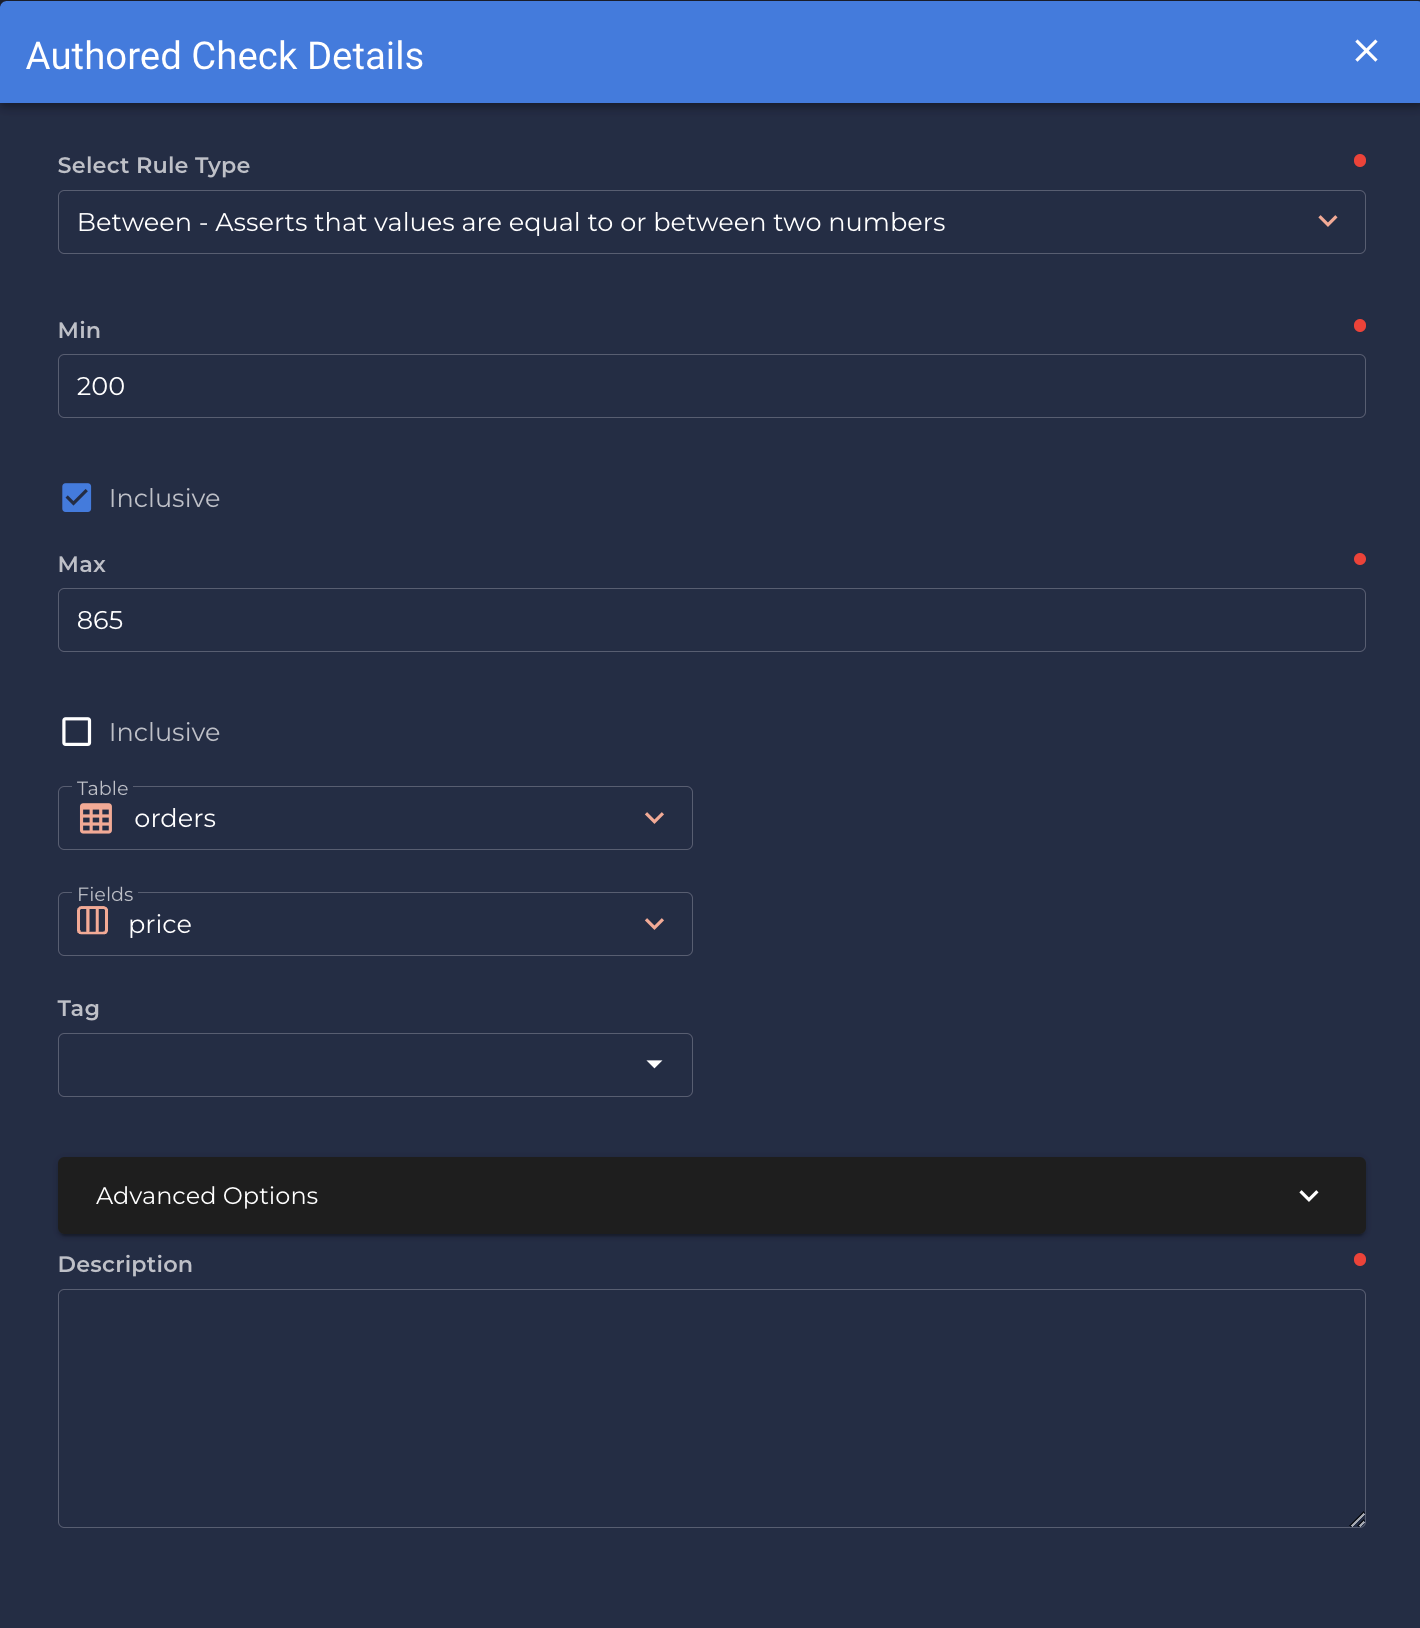 Authored Check Details
Select Rule Type
Between - Asserts that values are equal to or between two numbers
Min
200
Inclusive
Max
865
Inclusive
Table
orders
Fields
price
Tag
Advanced Options
Description